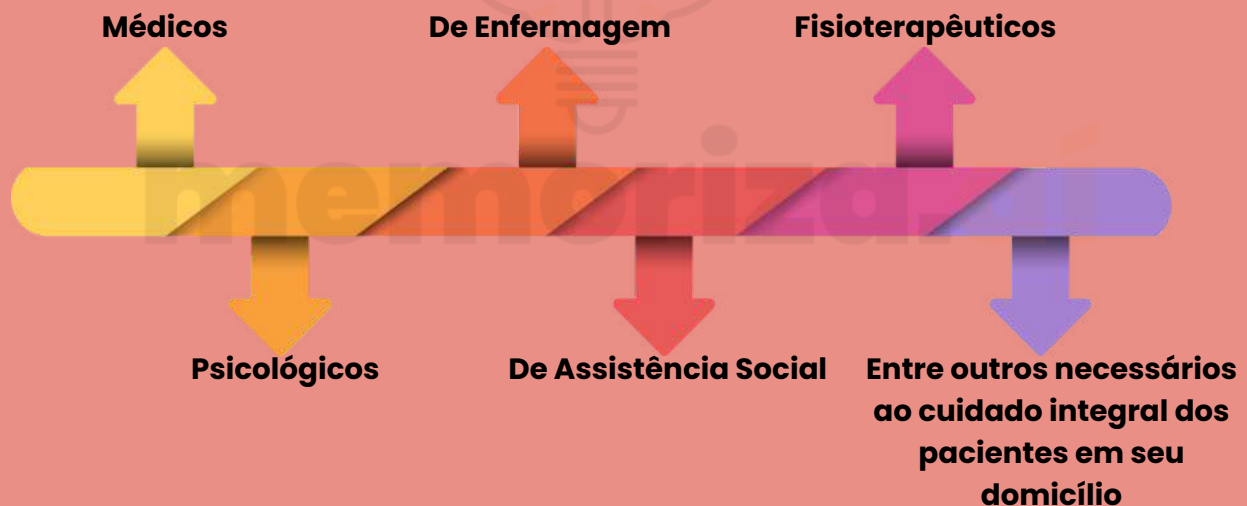 Médicos
De Enfermagem
Fisioterapêuticos
memoriza.aí
Psicológicos
De Assistência Social
Entre outros necessários
ao cuidado integral dos
pacientes em seu
domicílio